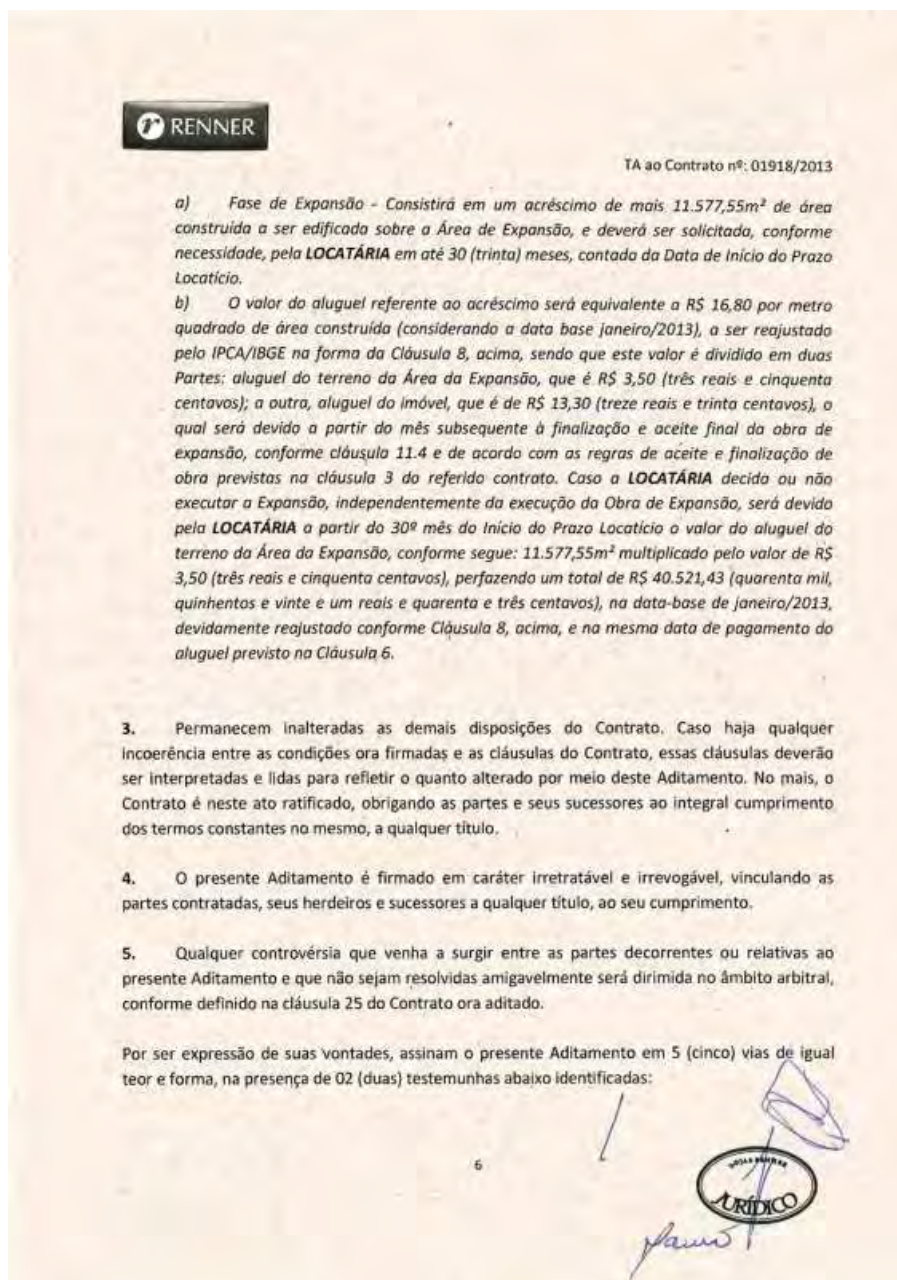 r RENNER
TA ao Contrato nº: 01918/2013
a) Fase de Expansão - Consistirá em um acréscimo de mais 11.577,55m² de área
construída a ser edificada sobre a Área de Expansão, e deverá ser solicitada, conforme
necessidade, pela LOCATÁRIA em até 30 (trinta) meses, contada da Data de Início do Prazo
Locatício.
b) O valor do aluguel referente ao acréscimo será equivalente a R$ 16,80 por metro
quadrado de área construída (considerando a data base janeiro/2013), a ser reajustado
pelo IPCA/IBGE na forma da Cláusula 8, acima, sendo que este valor é dividido em duas
Partes: aluguel do terreno da Área da Expansão, que é R$ 3,50 (três reais e cinquenta
centavos); a outra, aluguel do imóvel, que é de R$ 13,30 (treze reais e trinta centavos), o
qual será devido a partir do mês subsequente à finalização e aceite final da obra de
expansão, conforme cláusula 11.4 e de acordo com as regras de aceite e finalização de
obra previstas na cláusula 3 do referido contrato. Caso a LOCATÁRIA decida ou não
executar a Expansão, independentemente da execução da Obra de Expansão, será devido
pela LOCATÁRIA a partir do 30º mês do Início do Prazo Locatício o valor do aluguel do
terreno da Área da Expansão, conforme segue: 11.577,55m² multiplicado pelo valor de R$
3,50 (três reais e cinquenta centavos), perfazendo um total de R$ 40.521,43 (quarenta mil,
quinhentos e vinte e um reais e quarenta e três centavos), na data-base de janeiro/2013,
devidamente reajustado conforme Cláusula 8, acima, e na mesma data de pagamento do
aluguel previsto na Cláusula 6.
3. Permanecem inalteradas as demais disposições do Contrato. Caso haja qualquer
incoerência entre as condições ora firmadas e as cláusulas do Contrato, essas cláusulas deverão
ser interpretadas e lidas para refletir o quanto alterado por meio deste Aditamento. No mais, o
Contrato é neste ato ratificado, obrigando as partes e seus sucessores ao integral cumprimento
dos termos constantes no mesmo, a qualquer título.
4. O presente Aditamento é firmado em caráter irretratável e irrevogável, vinculando as
partes contratadas, seus herdeiros e sucessores a qualquer título, ao seu cumprimento.
5. Qualquer controvérsia que venha a surgir entre as partes decorrentes ou relativas ao
presente Aditamento e que não sejam resolvidas amigavelmente será dirimida no âmbito arbitral,
conforme definido na cláusula 25 do Contrato ora aditado.
Por ser expressão de suas vontades, assinam o presente Aditamento em 5 (cinco) vias de igual
teor e forma, na presença de 02 (duas) testemunhas abaixo identificadas:
6
JURÍDICO